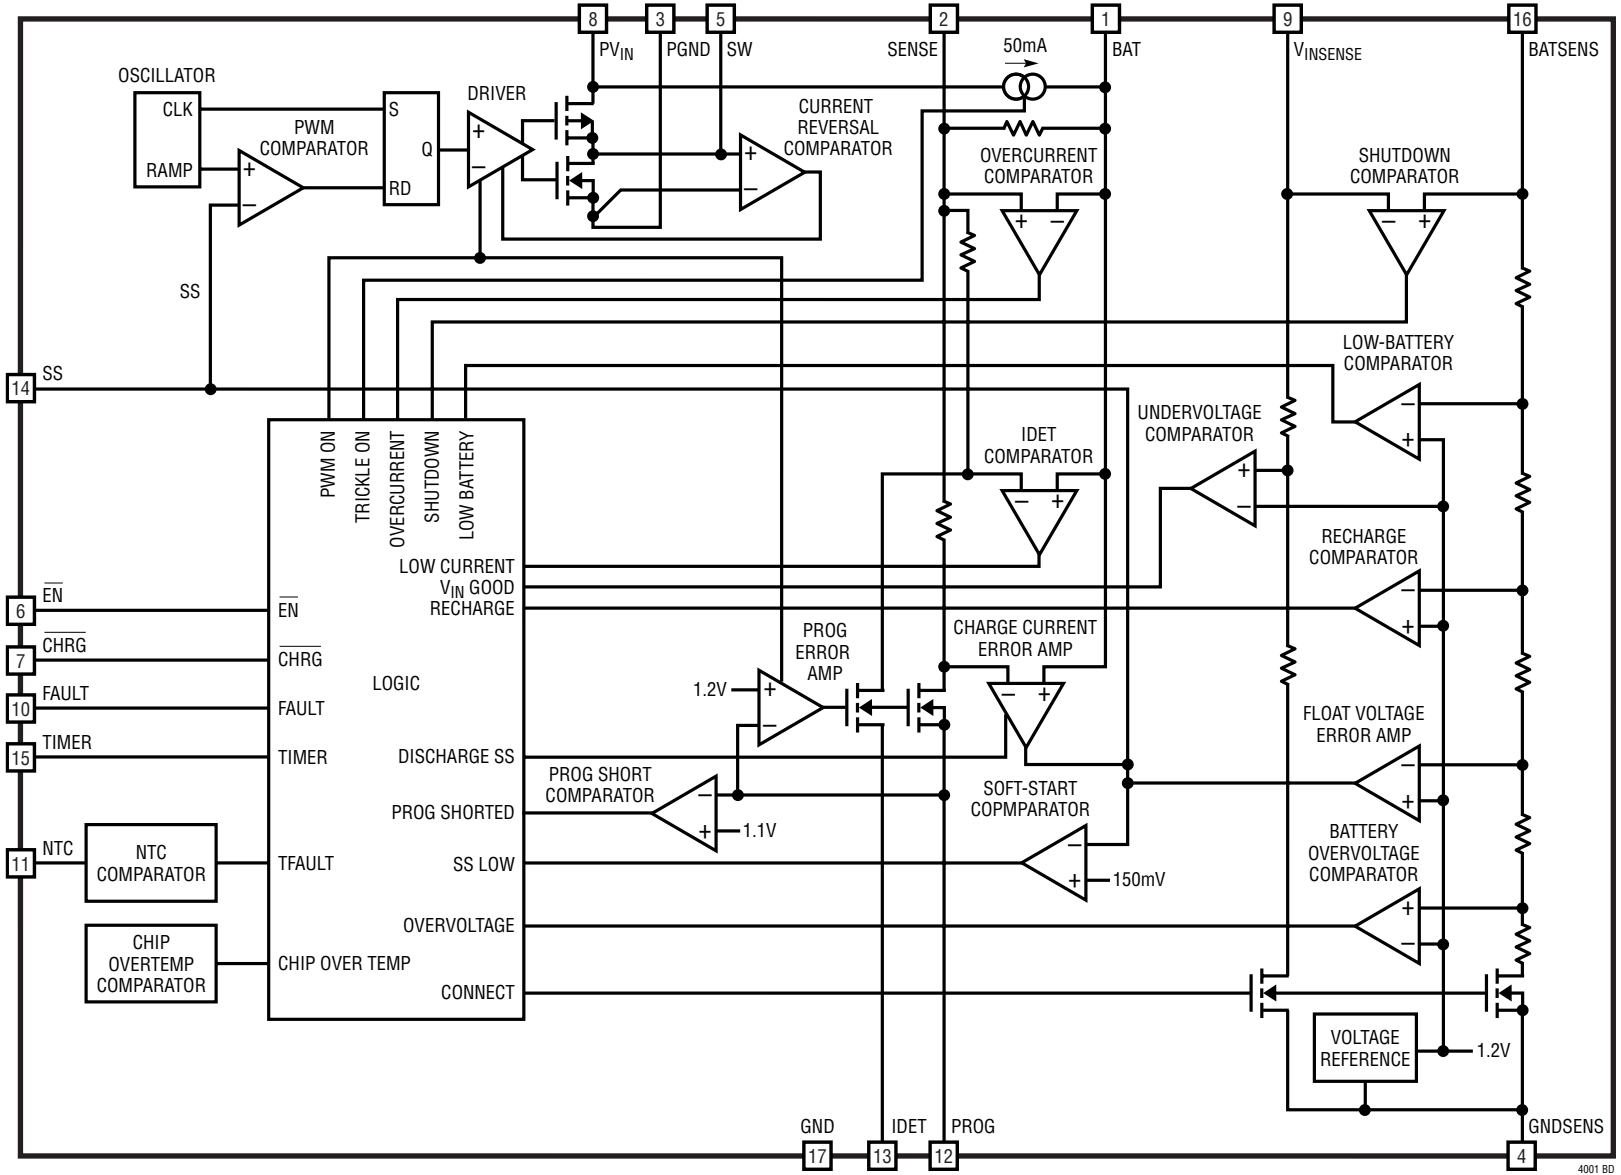 8
3
5
2
1
9
16
PVIN
PGND
SW
SENSE
50mA
BAT
VINSENSE
BATSENS
OSCILLATOR
CLK
RAMP
PWM
COMPARATOR
+
−
S
Q
RD
DRIVER
+
−
CURRENT
REVERSAL
COMPARATOR
+
−
OVERCURRENT
COMPARATOR
+ −
SHUTDOWN
COMPARATOR
− +
SS
14
SS
LOW-BATTERY
COMPARATOR
−
+
UNDERVOLTAGE
COMPARATOR
+
−
IDET
COMPARATOR
− +
PWM ON
TRICKLE ON
OVERCURRENT
SHUTDOWN
LOW BATTERY
LOW CURRENT
VIN GOOD
RECHARGE
RECHARGE
COMPARATOR
−
+
6
EN
EN
7
CHRG
CHRG
LOGIC
10
FAULT
FAULT
15
TIMER
TIMER
PROG
ERROR
AMP
1.2V
+
−
CHARGE CURRENT
ERROR AMP
− +
FLOAT VOLTAGE
ERROR AMP
−
+
DISCHARGE SS
PROG SHORT
COMPARATOR
−
+
1.1V
PROG SHORTED
SOFT-START
COPMPARATOR
−
+
150mV
SS LOW
BATTERY
OVERVOLTAGE
COMPARATOR
+
−
11
NTC
NTC
COMPARATOR
TFAULT
OVERVOLTAGE
CHIP
OVERTEMP
COMPARATOR
CHIP OVER TEMP
CONNECT
VOLTAGE
REFERENCE
1.2V
GND
17
IDET
13
PROG
12
GNDSENS
4
4001 BD